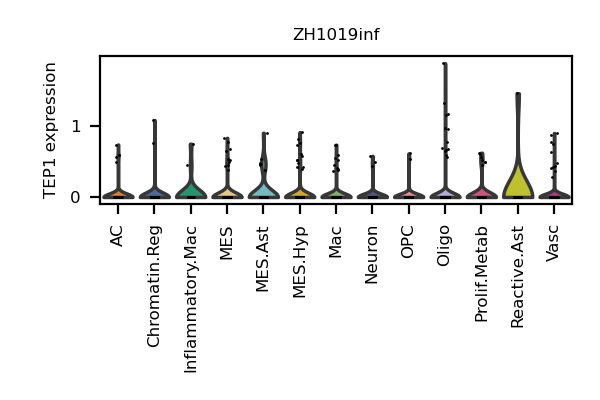 ZH1019inf
TEP1 expression
1
0
AC
Chromatin.Reg
Inflammatory.Mac
MES
MES.Ast
MES.Hyp
Mac
Neuron
OPC
Oligo
Prolif.Metab
Reactive.Ast
Vasc